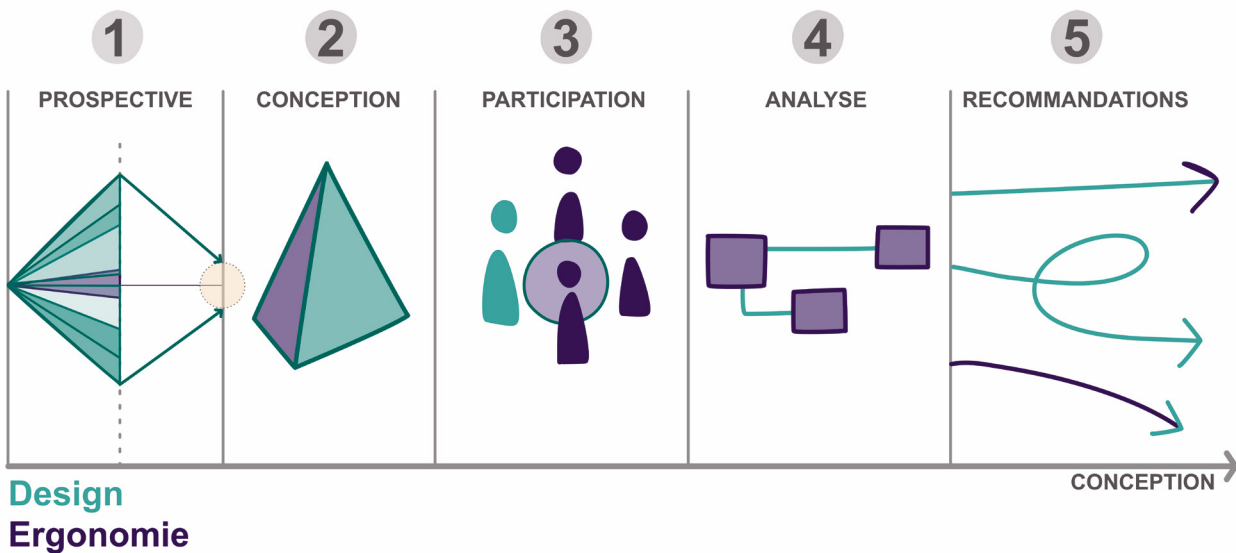 1
2
3
4
5
PROSPECTIVE
CONCEPTION
PARTICIPATION
ANALYSE
RECOMMANDATIONS
CONCEPTION
Design
Ergonomie